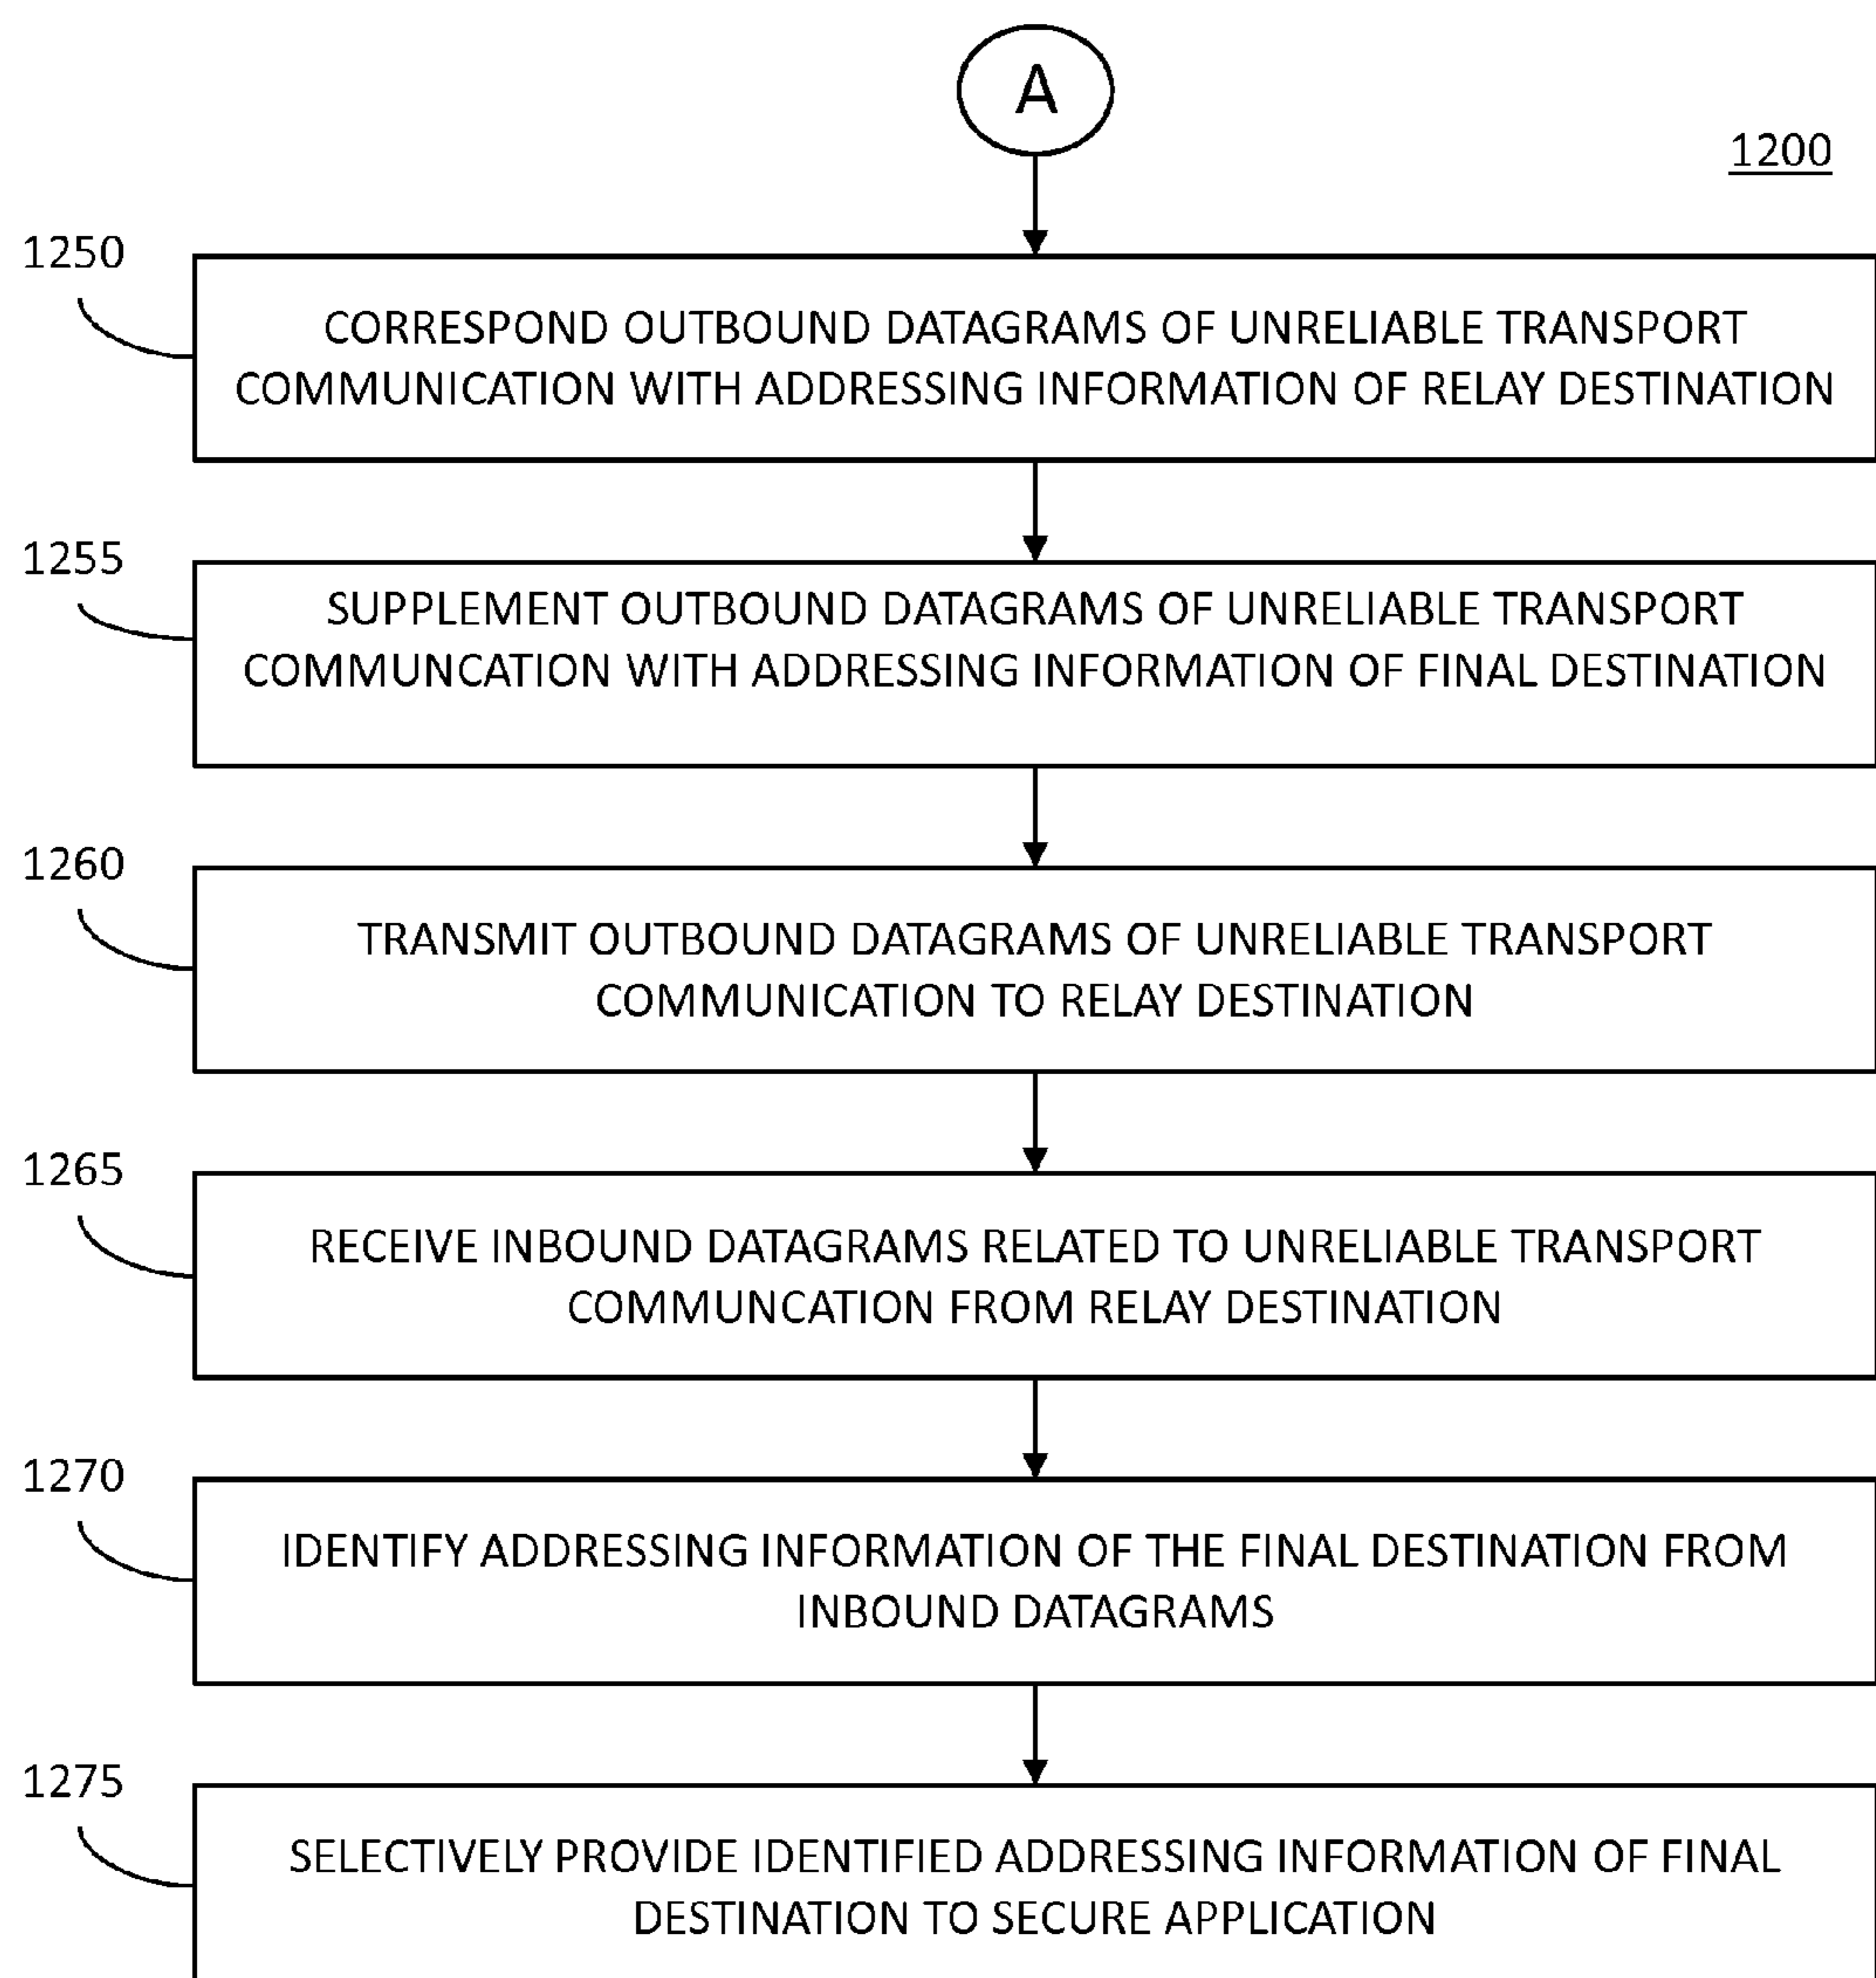 A
1200
1250
CORRESPOND OUTBOUND DATAGRAMS OF UNRELIABLE TRANSPORT
COMMUNICATION WITH ADDRESSING INFORMATION OF RELAY DESTINATION
1255
SUPPLEMENT OUTBOUND DATAGRAMS OF UNRELIABLE TRANSPORT
COMMUNCATION WITH ADDRESSING INFORMATION OF FINAL DESTINATION
1260
TRANSMIT OUTBOUND DATAGRAMS OF UNRELIABLE TRANSPORT
COMMUNICATION TO RELAY DESTINATION
1265
RECEIVE INBOUND DATAGRAMS RELATED TO UNRELIABLE TRANSPORT
COMMUNCATION FROM RELAY DESTINATION
1270
IDENTIFY ADDRESSING INFORMATION OF THE FINAL DESTINATION FROM
INBOUND DATAGRAMS
1275
SELECTIVELY PROVIDE IDENTIFIED ADDRESSING INFORMATION OF FINAL
DESTINATION TO SECURE APPLICATION